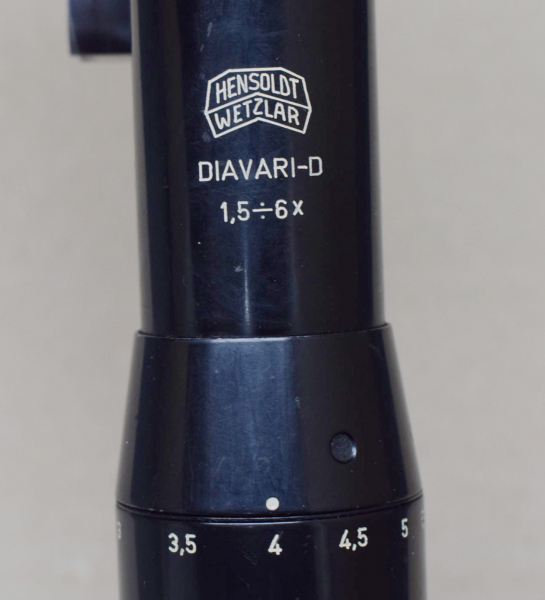 HENSOLDT
WETZLAR
DIAVARI-D
1,5÷6x
3,5 4 4,5 5